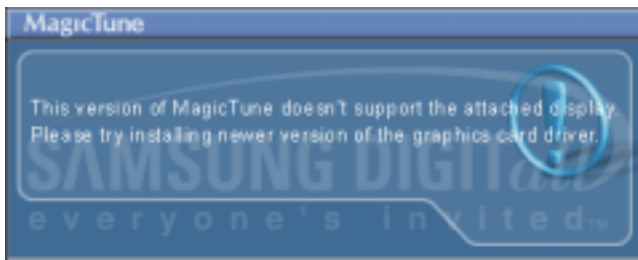 MagicTune
This version of MagicTune doesn't support the attached display.
Please try installing newer version of the graphics card driver.
SAMSUNG DIGITall
everyone's invited™